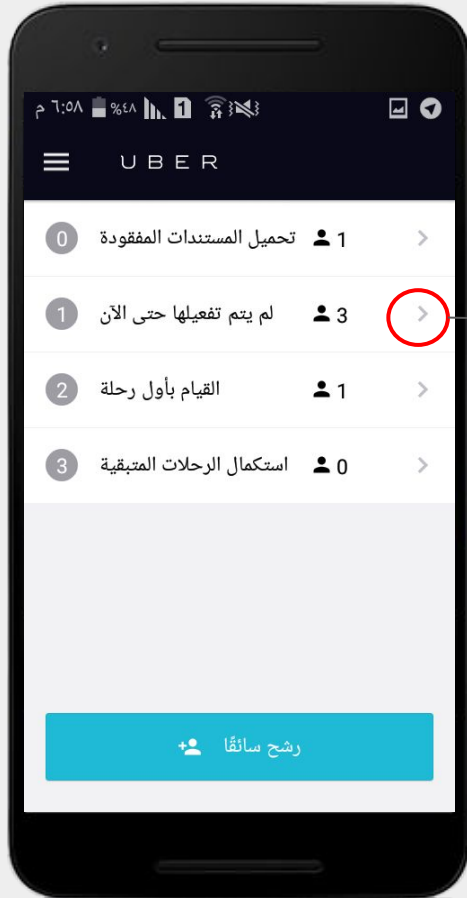 ٦:٥٨ م ٤٨% 1
UBER
0 تحميل المستندات المفقودة 1
1 لم يتم تفعيلها حتى الآن 3
2 القيام بأول رحلة 1
3 استكمال الرحلات المتبقية 0
رشح سائقًا